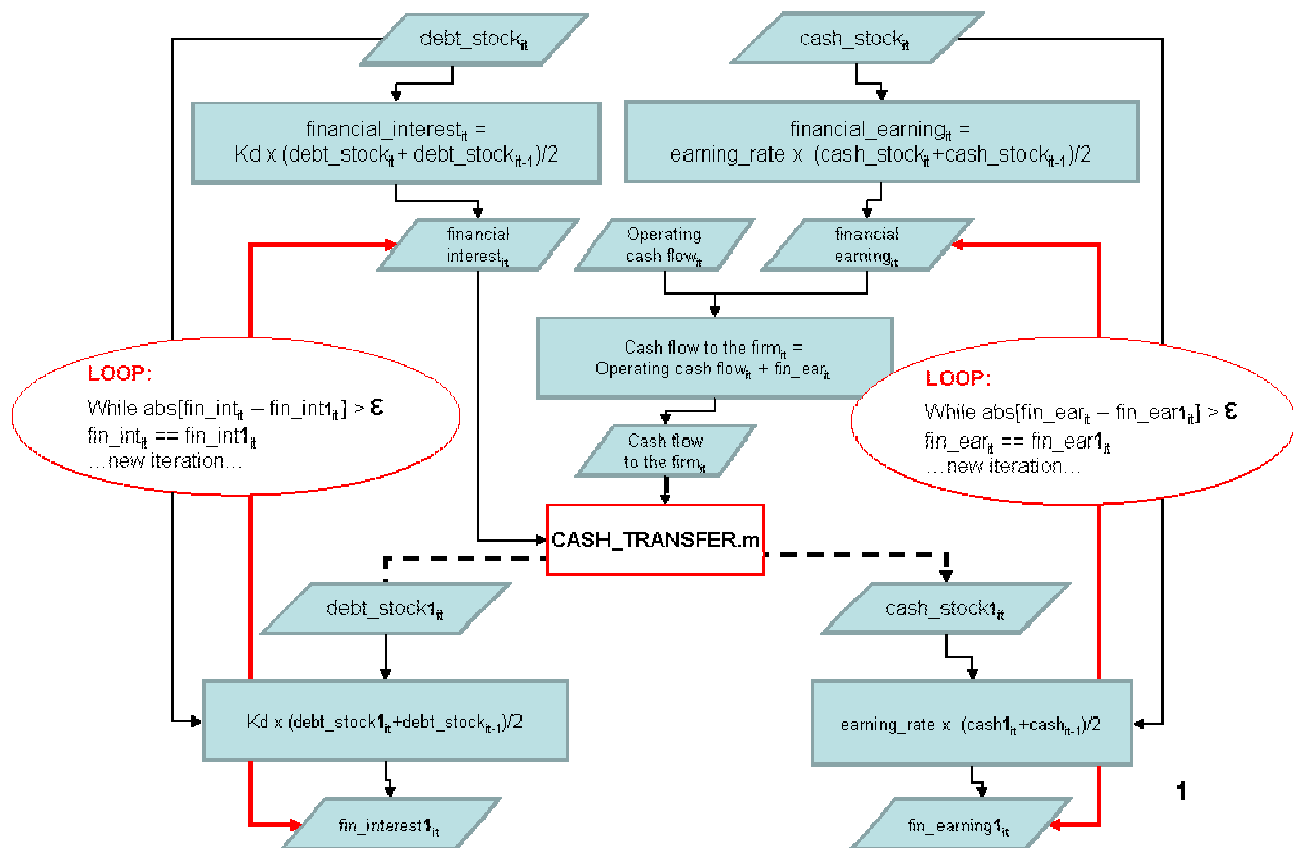 debt_stockit
cash_stockit
financial_interestit =
Kd x (debt_stockit+ debt_stockit-1)/2
financial_earningit =
earning_rate x (cash_stockit+cash_stockit-1)/2
financial
interestit
Operating
cash flowit
financial
earningit
Cash flow to the firmit =
Operating cash flowit + fin_earit
LOOP:
While abs[fin_intit – fin_int1it] > ε
fin_intit == fin_int1it
...new iteration...
LOOP:
While abs[fin_earit – fin_ear1it] > ε
fin_earit == fin_ear1it
...new iteration...
Cash flow
to the firmit
CASH_TRANSFER.m
debt_stock1it
cash_stock1it
Kd x (debt_stock1it+debt_stockit-1)/2
earning_rate x (cash1it+cashit-1)/2
1
fin_interest1it
fin_earning1it